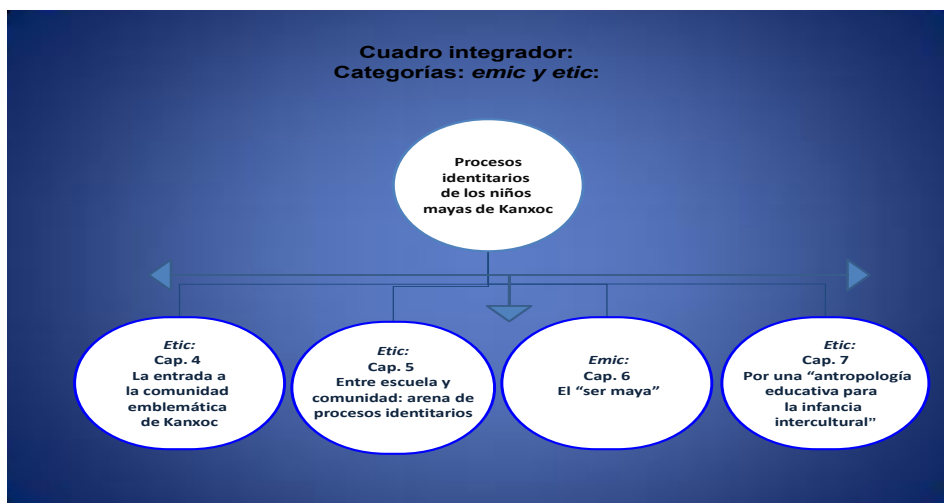 Cuadro integrador:
Categorías: emic y etic:
Procesos
identitarios
de los niños
mayas de Kanxoc
Etic:
Cap. 4
La entrada a
la comunidad
emblemática
de Kanxoc
Etic:
Cap. 5
Entre escuela y
comunidad: arena de
procesos identitarios
Emic:
Cap. 6
El “ser maya”
Etic:
Cap. 7
Por una “antropología
educativa para
la infancia
intercultural”